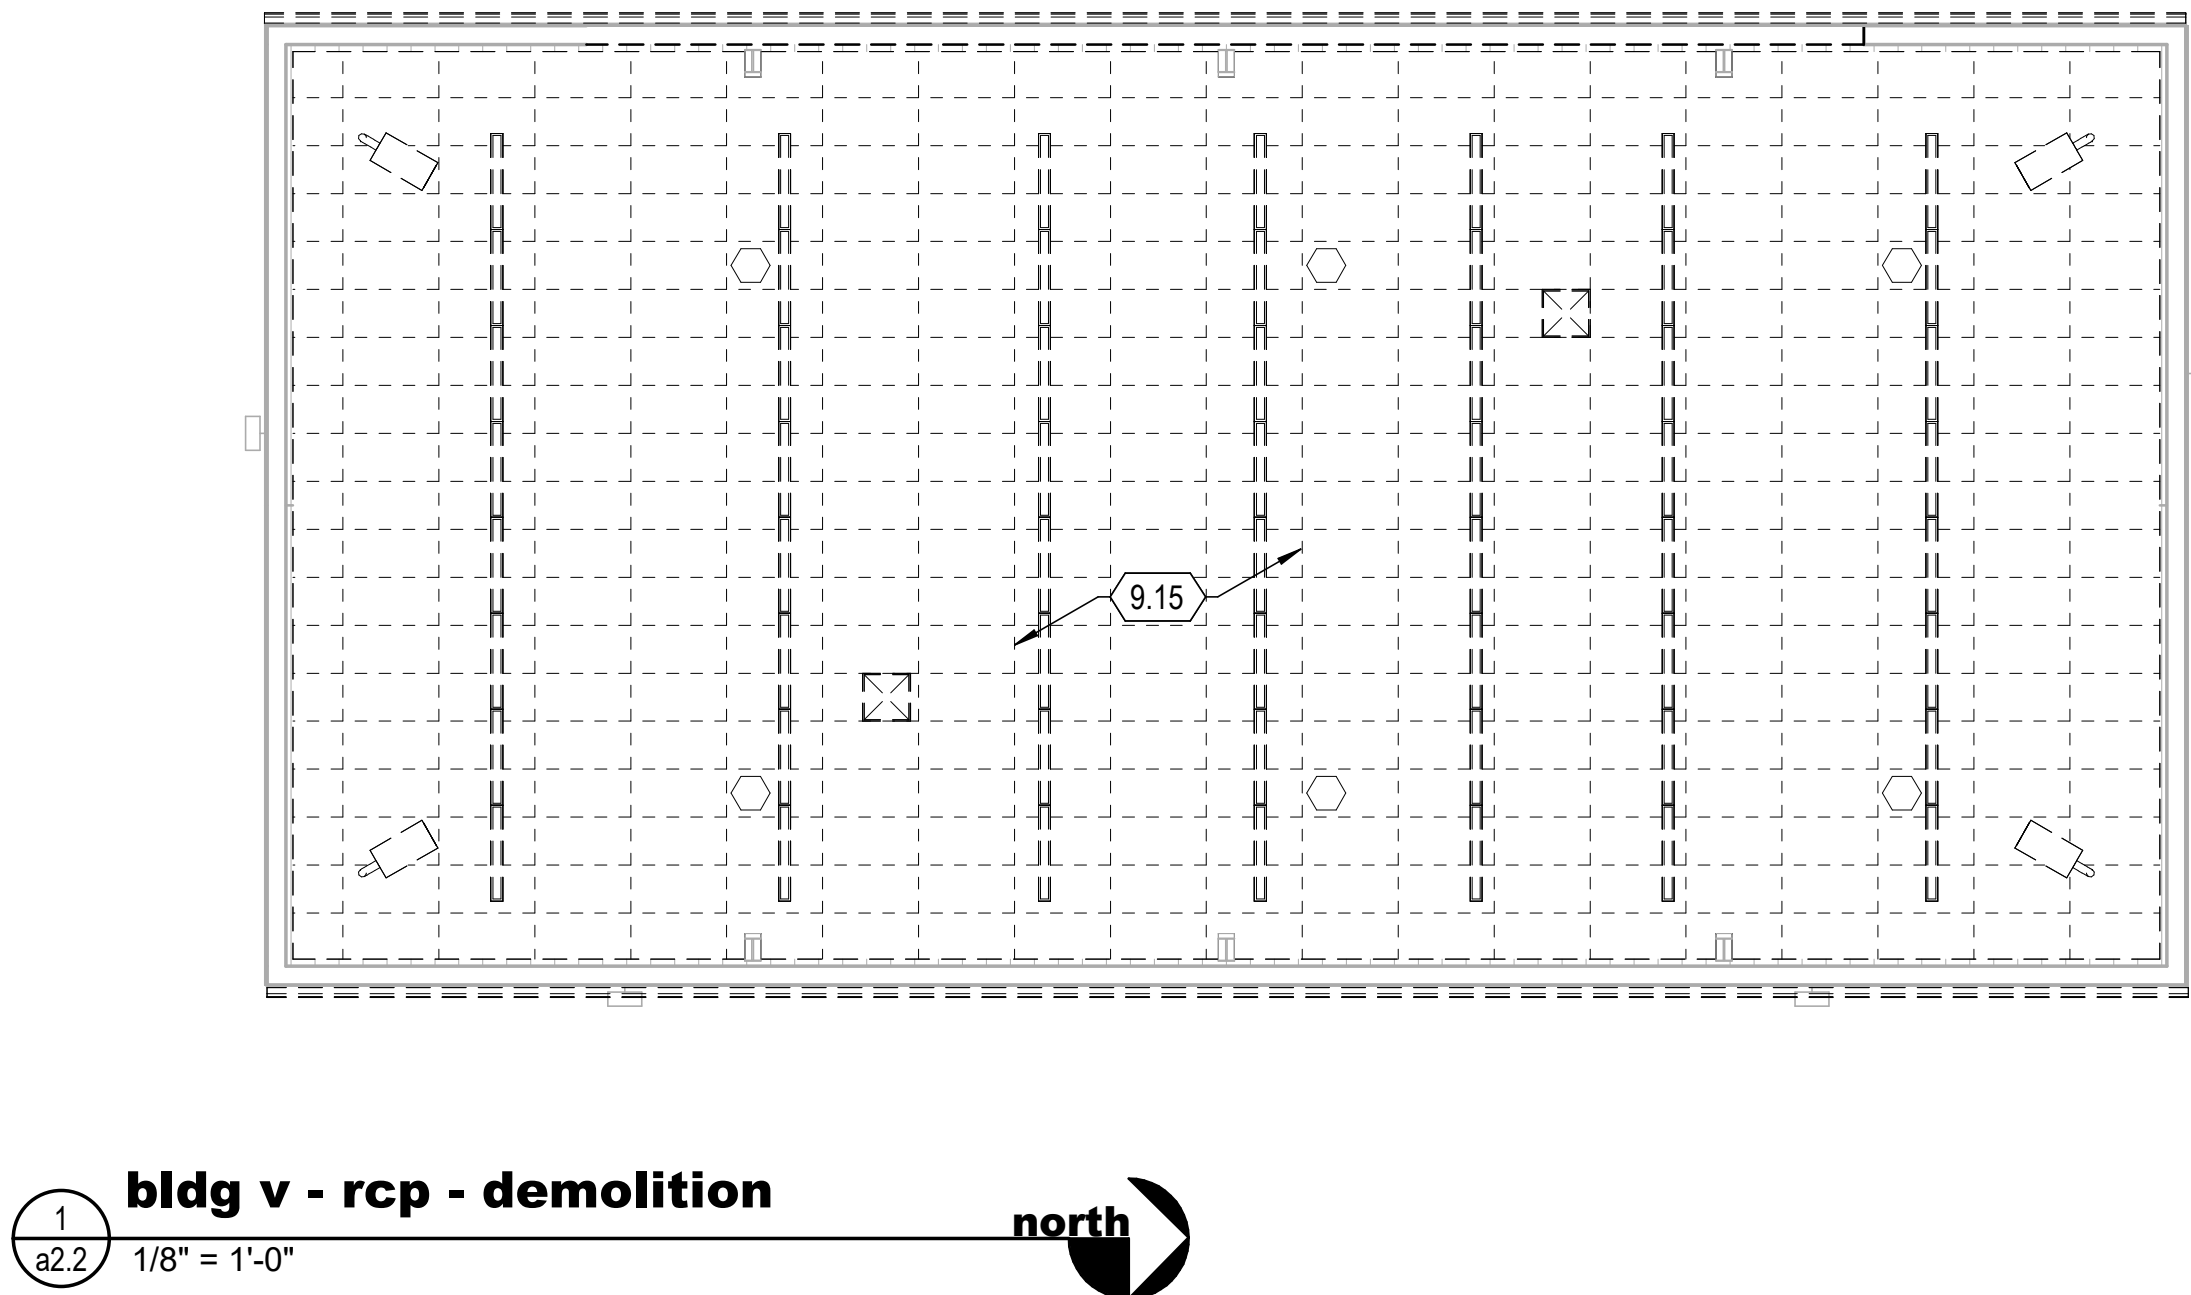 9.15
bldg v - rcp - demolition
1
a2.2
1/8" = 1'-0"
north